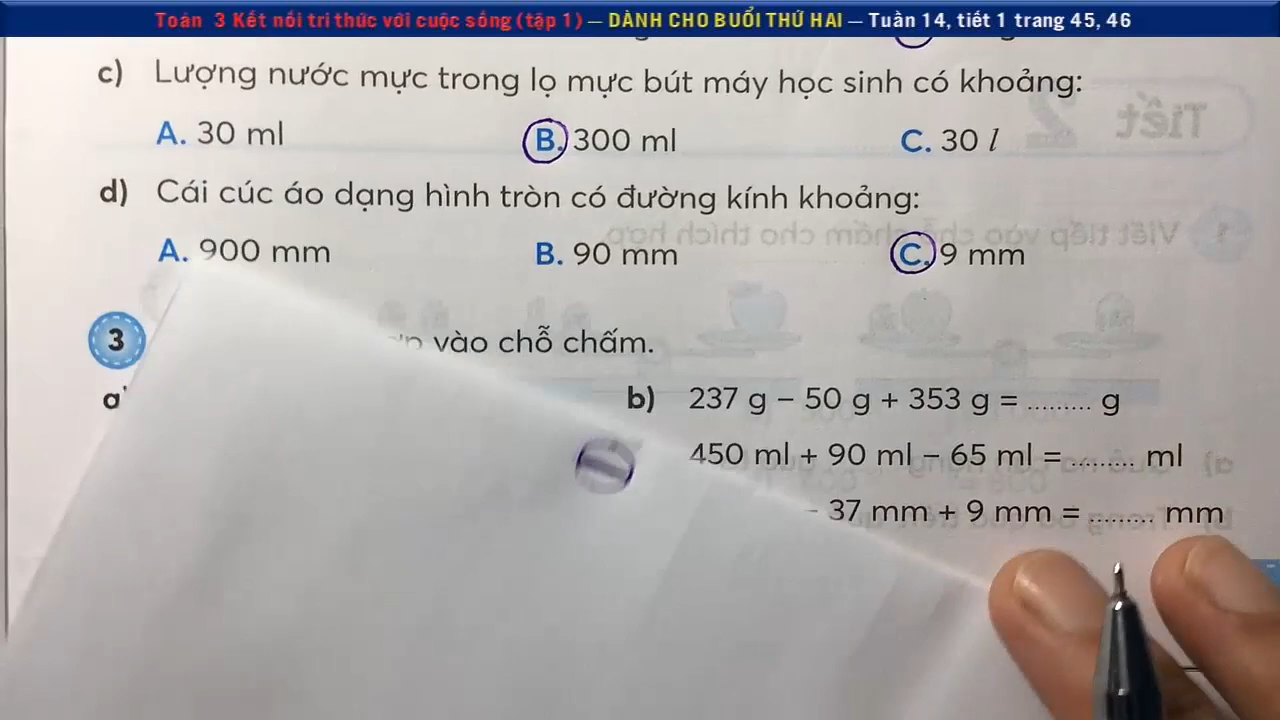 Toán 3 Kết nối tri thức với cuộc sống (tập 1) — DÀNH CHO BUỔI THỨ HAI — Tuần 14, tiết 1 trang 45, 46
c) Lượng nước mực trong lọ mực bút máy học sinh có khoảng:
A. 30 ml B. 300 ml C. 30 l
d) Cái cúc áo dạng hình tròn có đường kính khoảng:
A. 900 mm B. 90 mm C. 9 mm
3 vào chỗ chấm.
a b) 237 g – 50 g + 353 g = ......... g
450 ml + 90 ml – 65 ml = ......... ml
- 37 mm + 9 mm = ......... mm